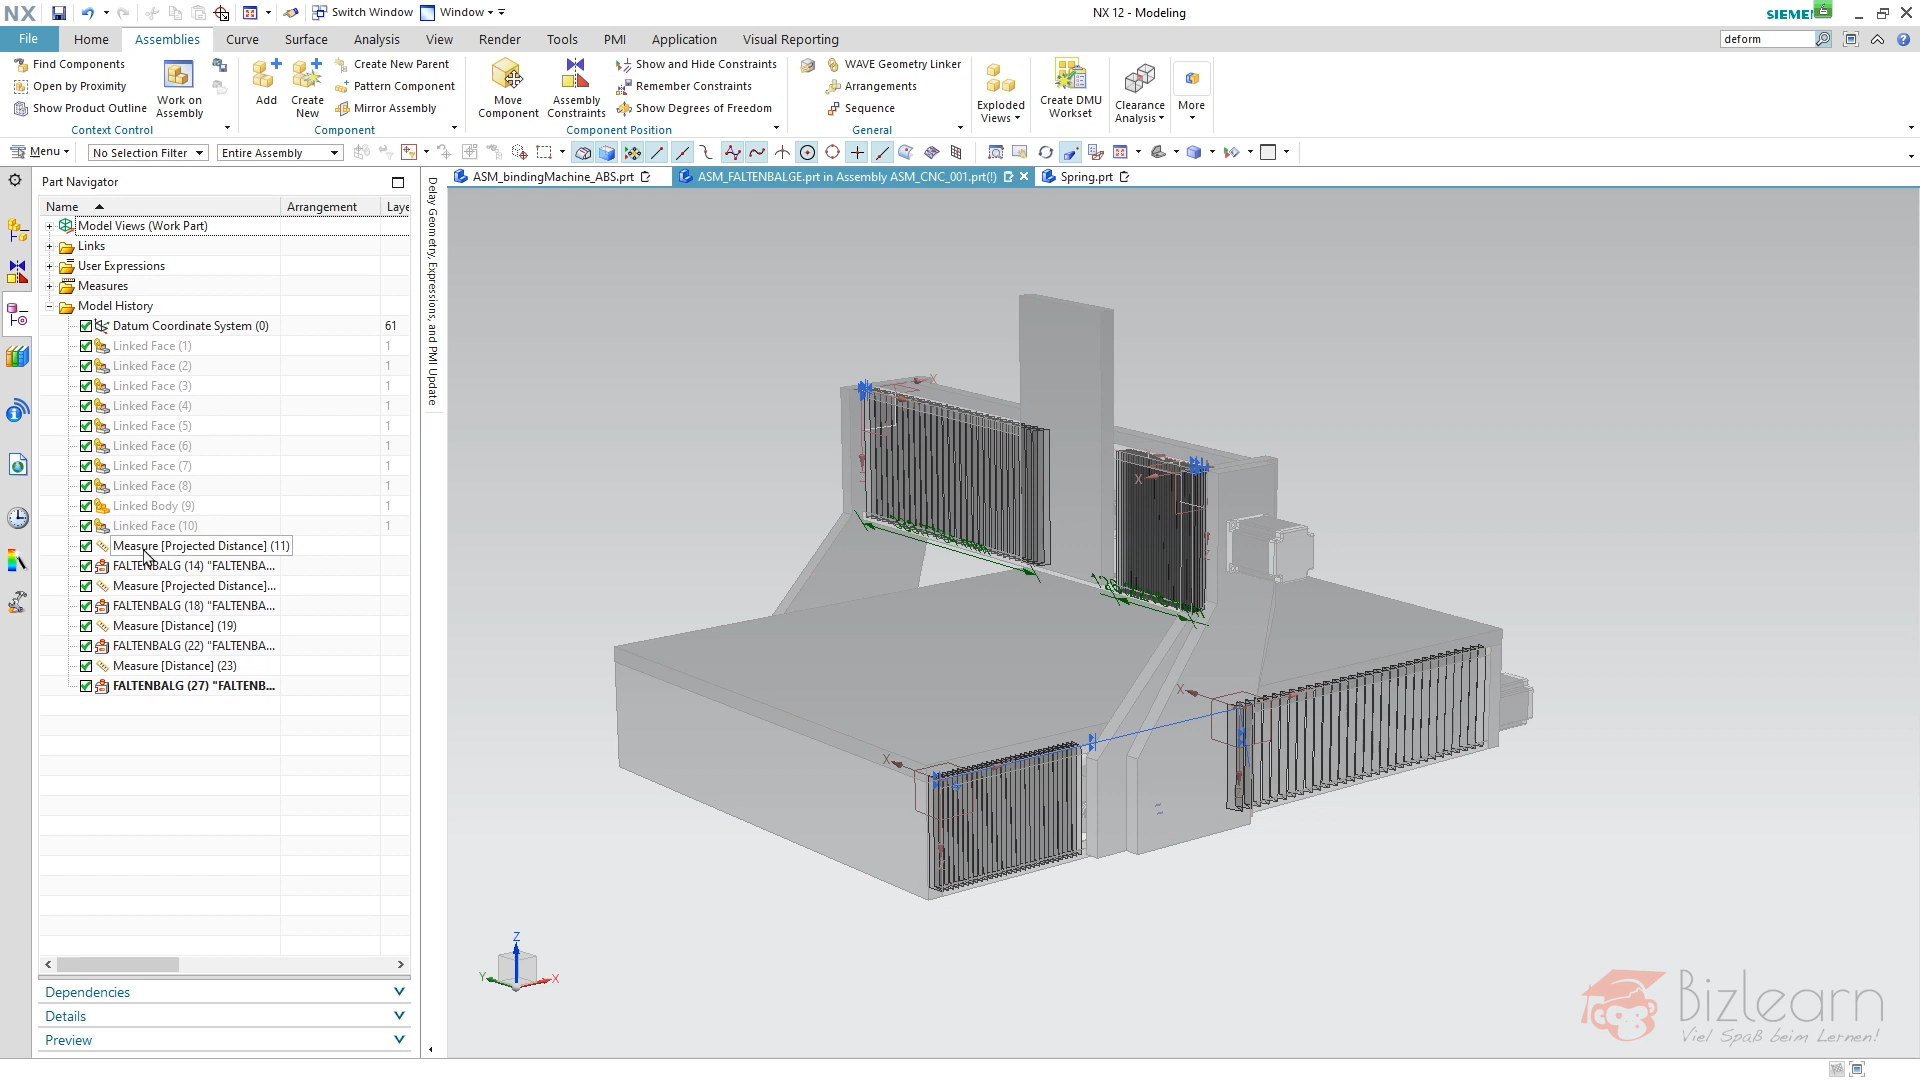 NX
Switch Window
Window
NX 12 - Modeling
SIEME
File
Home
Assemblies
Curve
Surface
Analysis
View
Render
Tools
PMI
Application
Visual Reporting
deform
Find Components
Open by Proximity
Show Product Outline
Work on
Assembly
Context Control
Add
Create
New
Create New Parent
Pattern Component
Mirror Assembly
Component
Move
Component
Assembly
Constraints
Show and Hide Constraints
Remember Constraints
Show Degrees of Freedom
Component Position
WAVE Geometry Linker
Arrangements
Sequence
General
Exploded
Views
Create DMU
Workset
Clearance
Analysis
More
Menu
No Selection Filter
Entire Assembly
Part Navigator
ASM_bindingMachine_ABS.prt
ASM_FALTENBALGE.prt in Assembly ASM_CNC_001.prt(!)
Spring.prt
Name
Arrangement
Laye
Model Views (Work Part)
Links
User Expressions
Measures
Model History
Datum Coordinate System (0)
61
Linked Face (1)
1
Linked Face (2)
1
Linked Face (3)
1
Linked Face (4)
1
Linked Face (5)
1
Linked Face (6)
1
Linked Face (7)
1
Linked Face (8)
1
Linked Body (9)
1
Linked Face (10)
1
Measure [Projected Distance] (11)
FALTENBALG (14) "FALTENBA...
Measure [Projected Distance]...
FALTENBALG (18) "FALTENBA...
Measure [Distance] (19)
FALTENBALG (22) "FALTENBA...
Measure [Distance] (23)
FALTENBALG (27) "FALTENB...
Dependencies
Details
Preview
Delay Geometry, Expressions, and PMI Update
X
X
X
X
Z
Y
X
Bizlearn
Viel Spaß beim Lernen!